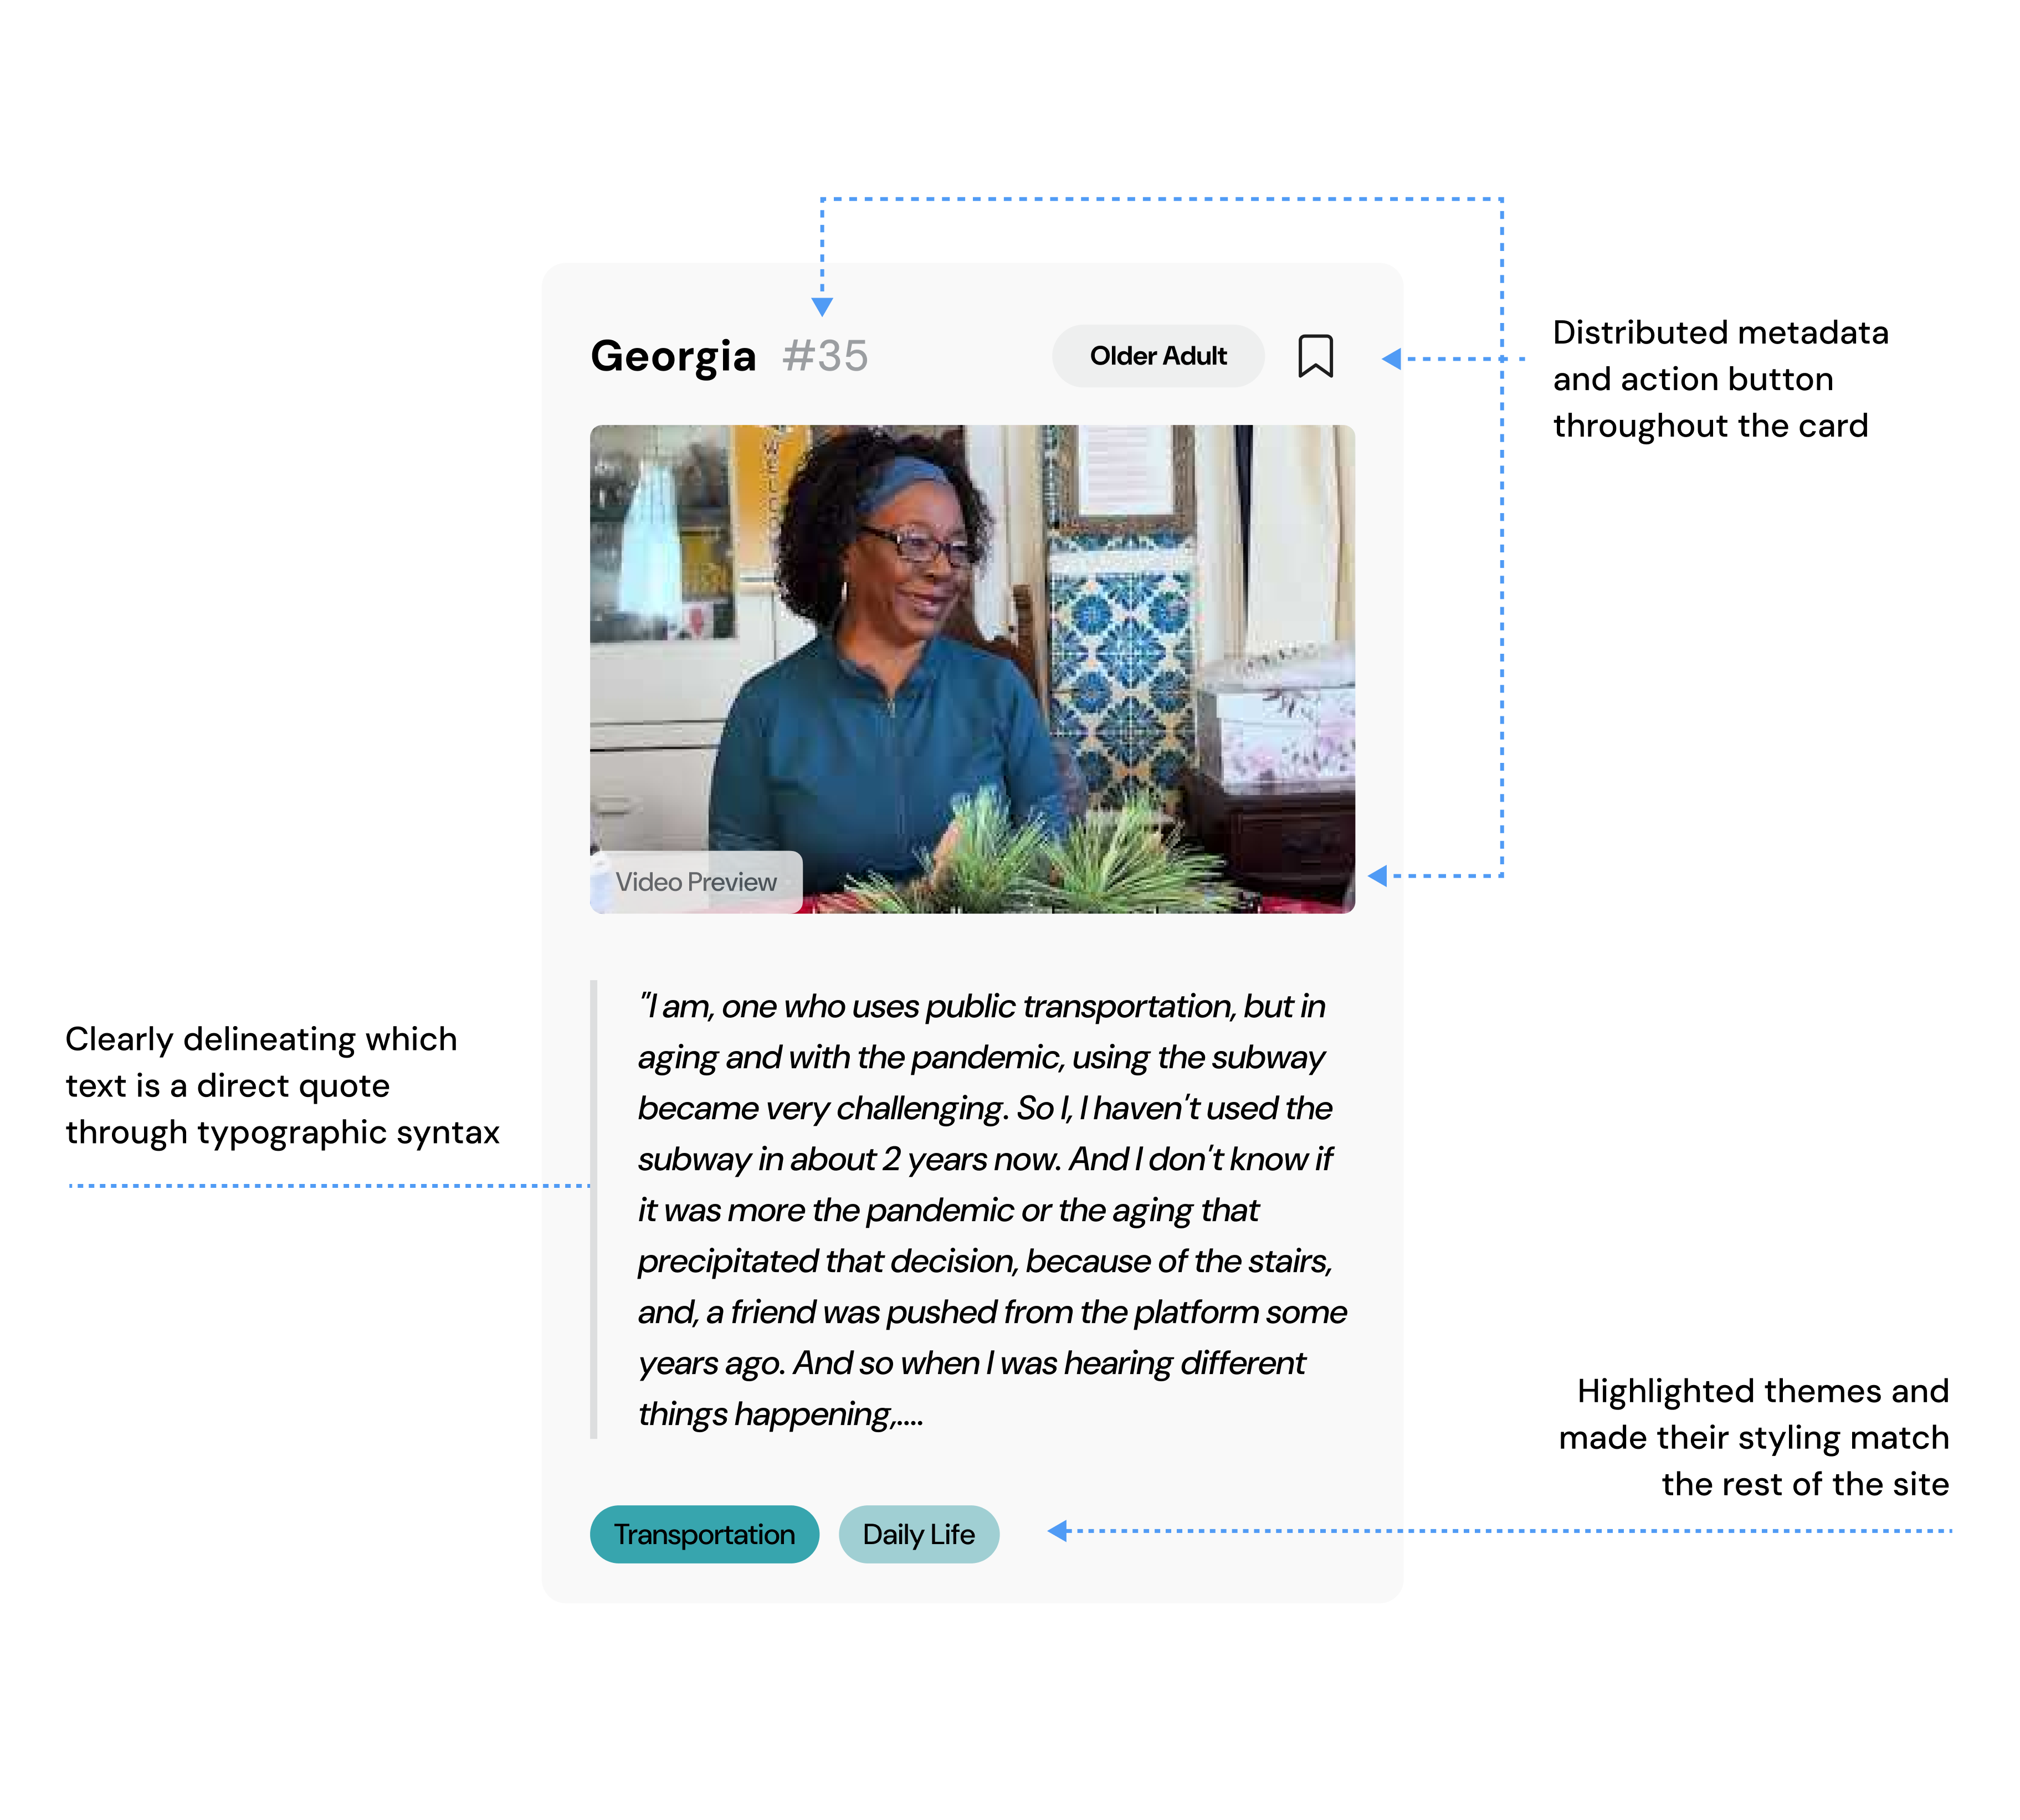 Georgia #35
Older Adult
Distributed metadata
and action button
throughout the card
WELCO
Video Preview
"I am, one who uses public transportation, but in
aging and with the pandemic, using the subway
became very challenging. So I, I haven't used the
subway in about 2 years now. And I don't know if
it was more the pandemic or the aging that
precipitated that decision, because of the stairs,
and, a friend was pushed from the platform some
years ago. And so when I was hearing different
things happening,....
Clearly delineating which
text is a direct quote
through typographic syntax
Highlighted themes and
made their styling match
the rest of the site
Transportation
Daily Life